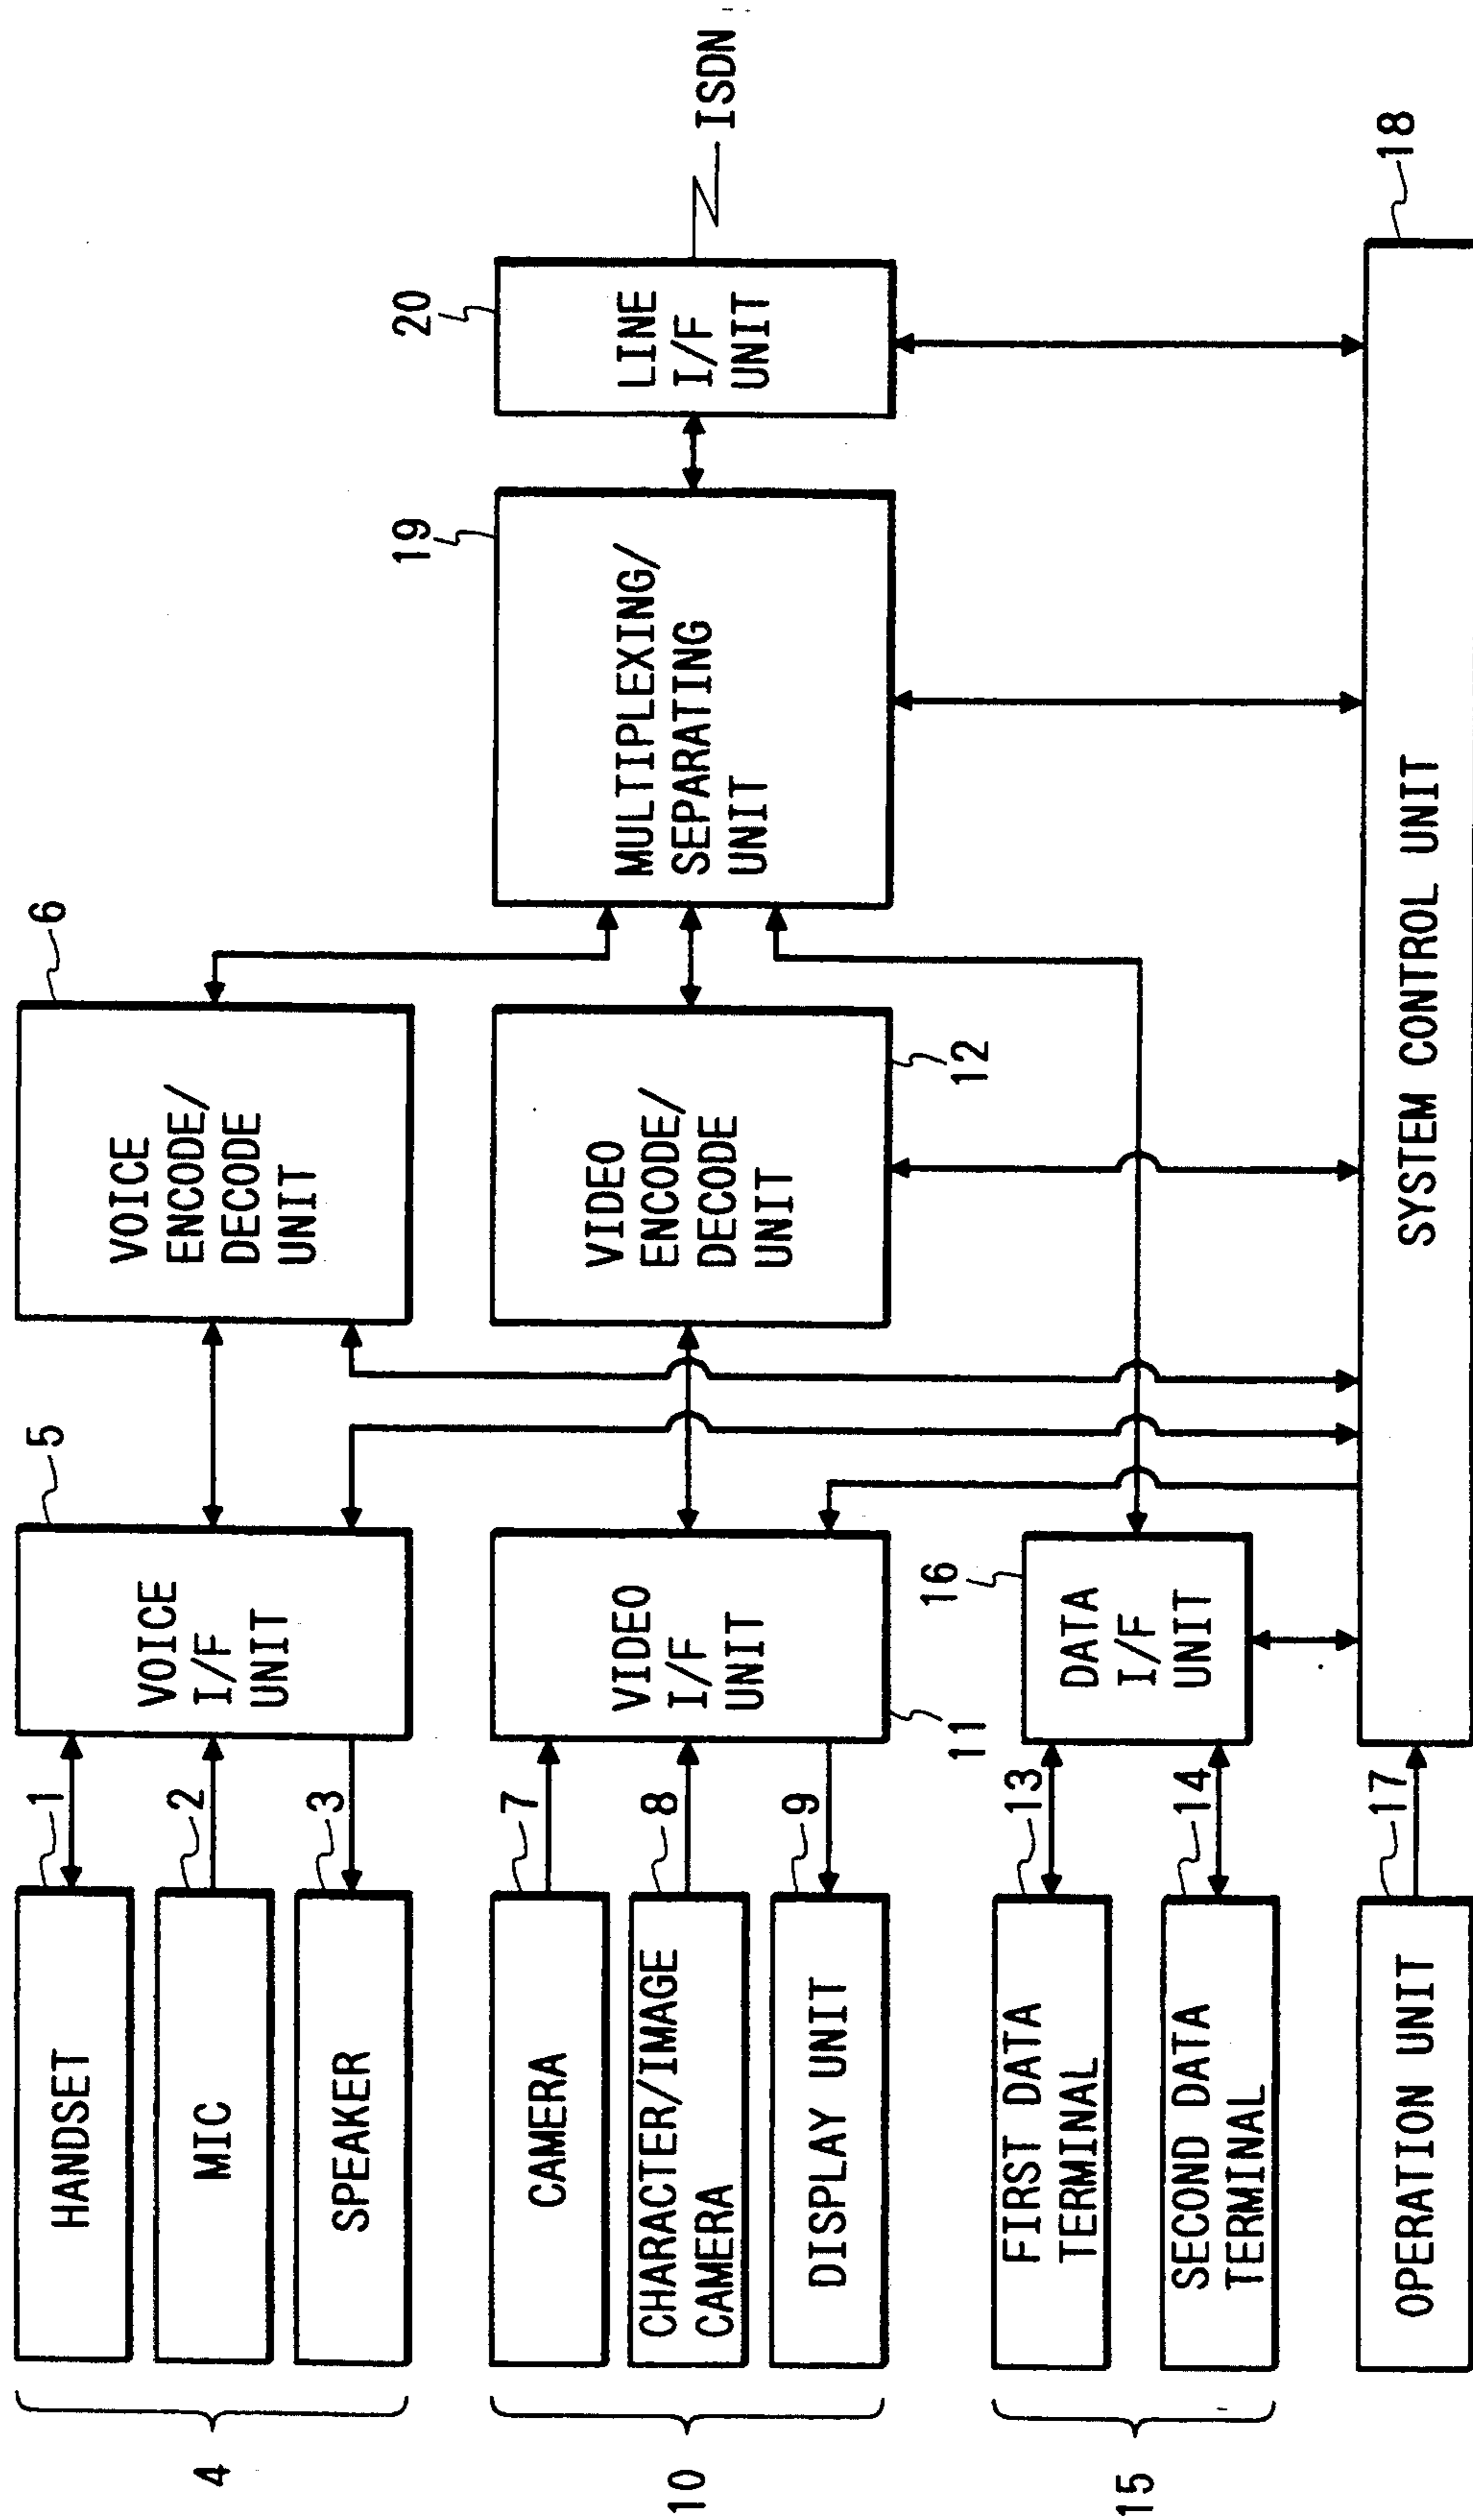 4
HANDSET
1
MIC
2
SPEAKER
3
VOICE
I/F
UNIT
5
VOICE
ENCODE/
DECODE
UNIT
6
10
CAMERA
7
CHARACTER/IMAGE
CAMERA
8
DISPLAY UNIT
9
VIDEO
I/F
UNIT
11
VIDEO
ENCODE/
DECODE
UNIT
12
MULTIPLEXING/
SEPARATING
UNIT
19
LINE
I/F
UNIT
20
ISDN
15
FIRST DATA
TERMINAL
13
SECOND DATA
TERMINAL
14
DATA
I/F
UNIT
16
OPERATION UNIT
17
SYSTEM CONTROL UNIT
18